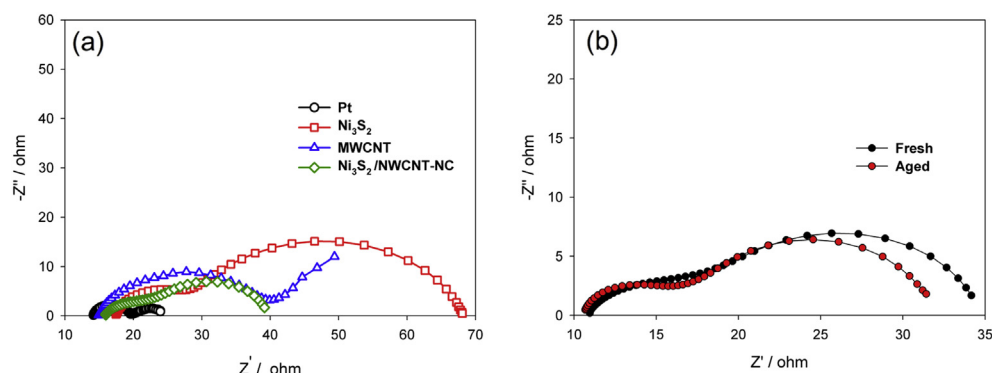 (a)
60
50
40
30
20
10
0
-Z'' / ohm
10 20 30 40 50 60 70
Z' / ohm
Pt
Ni₃S₂
MWCNT
Ni₃S₂/NWCNT-NC
(b)
25
20
15
10
5
0
-Z'' / ohm
10 15 20 25 30 35
Z' / ohm
Fresh
Aged